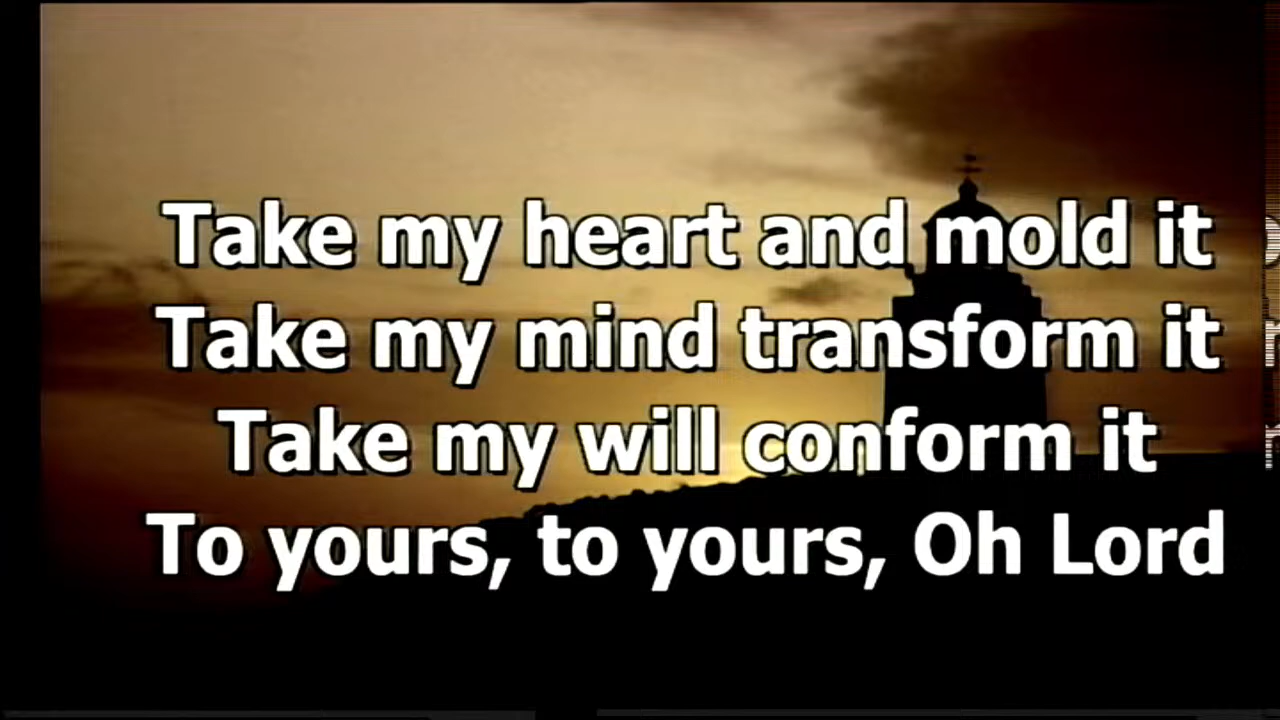 Take my heart and mold it
Take my mind transform it
Take my will conform it
To yours, to yours, Oh Lord